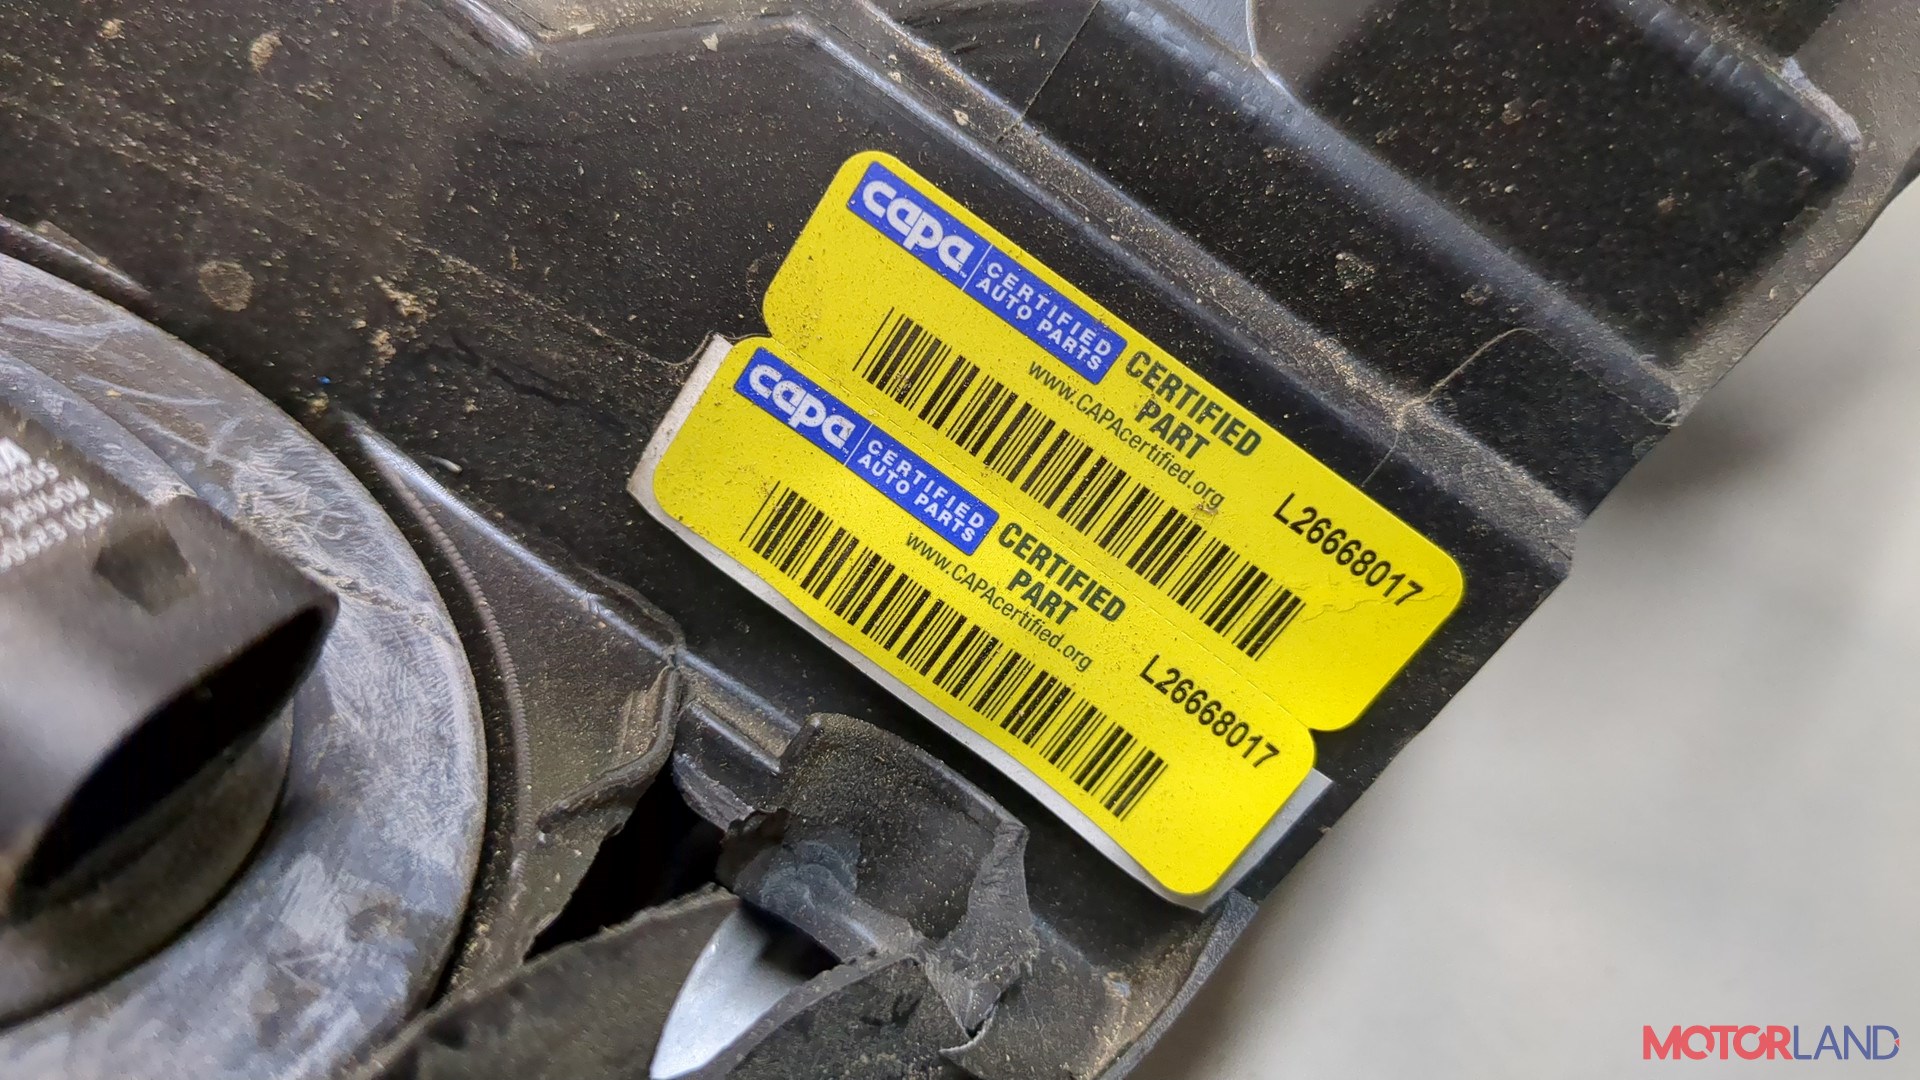 capa
CERTIFIED
AUTO PARTS
CERTIFIED
PART
www.CAPAcertified.org
L26668017
capa
CERTIFIED
AUTO PARTS
CERTIFIED
PART
www.CAPAcertified.org
L26668017
USA
MOTORLAND